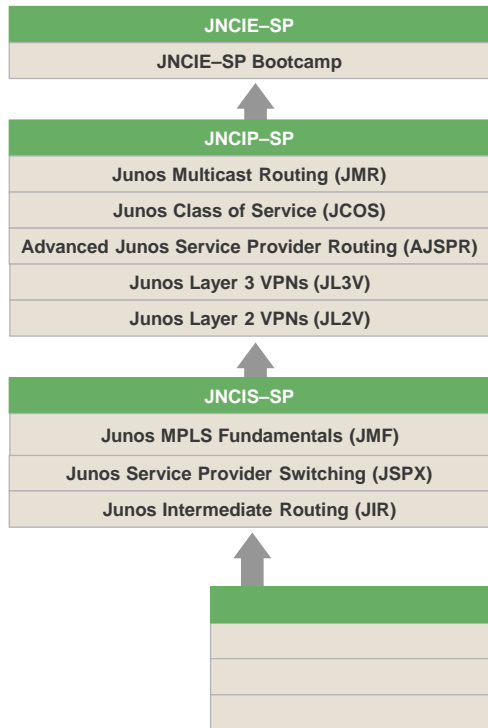 JNCIE–SP
JNCIE–SP Bootcamp
JNCIP–SP
Junos Multicast Routing (JMR)
Junos Class of Service (JCOS)
Advanced Junos Service Provider Routing (AJSPR)
Junos Layer 3 VPNs (JL3V)
Junos Layer 2 VPNs (JL2V)
JNCIS–SP
Junos MPLS Fundamentals (JMF)
Junos Service Provider Switching (JSPX)
Junos Intermediate Routing (JIR)